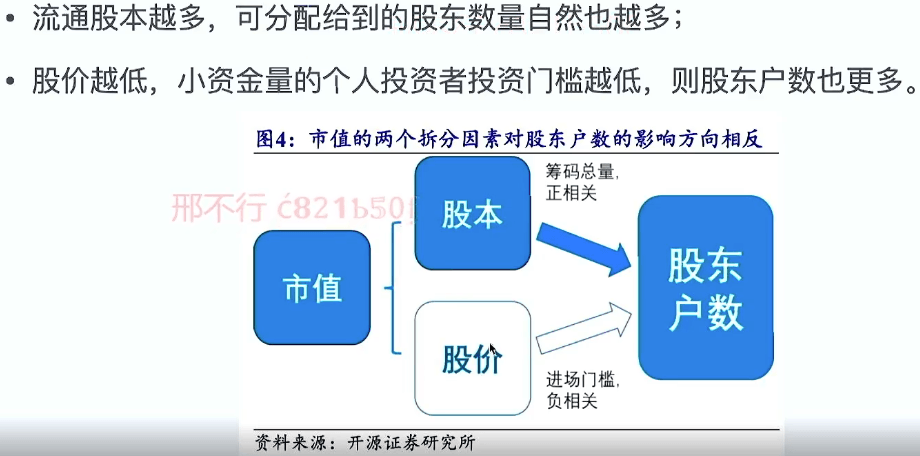 • 流通股本越多，可分配给到的股东数量自然也越多；
• 股价越低，小资金量的个人投资者投资门槛越低，则股东户数也更多。
图4：市值的两个拆分因素对股东户数的影响方向相反
筹码总量，
正相关
邢不行
股本
股东
户数
市值
股价
进场门槛，
负相关
资料来源：开源证券研究所